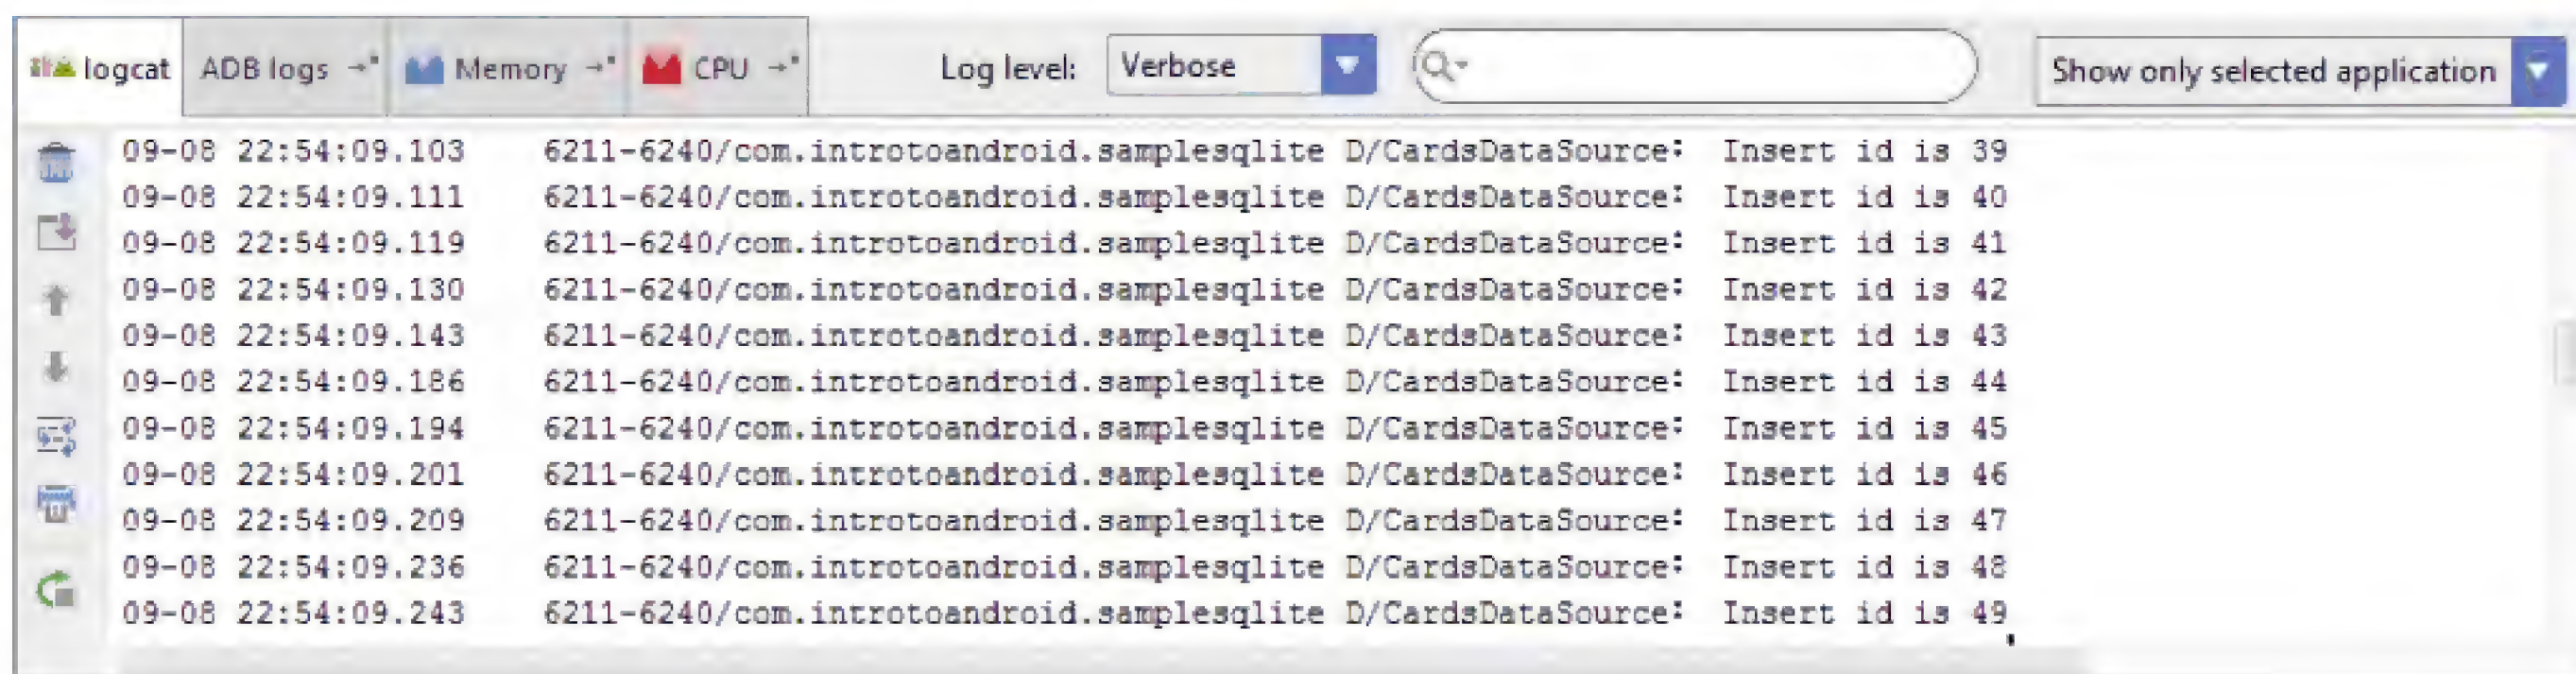 logcat ADB logs Memory CPU Log level: Verbose Show only selected application
09-08 22:54:09.103 6211-6240/com.introtoandroid.samplesqlite D/CardsDataSource: Insert id is 39
09-08 22:54:09.111 6211-6240/com.introtoandroid.samplesqlite D/CardsDataSource: Insert id is 40
09-08 22:54:09.119 6211-6240/com.introtoandroid.samplesqlite D/CardsDataSource: Insert id is 41
09-08 22:54:09.130 6211-6240/com.introtoandroid.samplesqlite D/CardsDataSource: Insert id is 42
09-08 22:54:09.143 6211-6240/com.introtoandroid.samplesqlite D/CardsDataSource: Insert id is 43
09-08 22:54:09.186 6211-6240/com.introtoandroid.samplesqlite D/CardsDataSource: Insert id is 44
09-08 22:54:09.194 6211-6240/com.introtoandroid.samplesqlite D/CardsDataSource: Insert id is 45
09-08 22:54:09.201 6211-6240/com.introtoandroid.samplesqlite D/CardsDataSource: Insert id is 46
09-08 22:54:09.209 6211-6240/com.introtoandroid.samplesqlite D/CardsDataSource: Insert id is 47
09-08 22:54:09.236 6211-6240/com.introtoandroid.samplesqlite D/CardsDataSource: Insert id is 48
09-08 22:54:09.243 6211-6240/com.introtoandroid.samplesqlite D/CardsDataSource: Insert id is 49